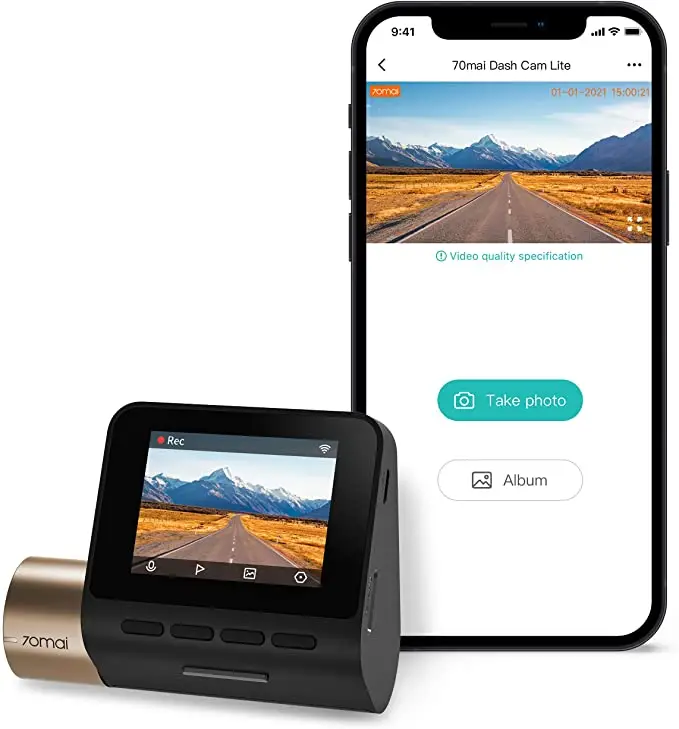 9:41
70mai Dash Cam Lite
70mai
01-01-2021 15:00:21
Video quality specification
Take photo
Album
Rec
70mai